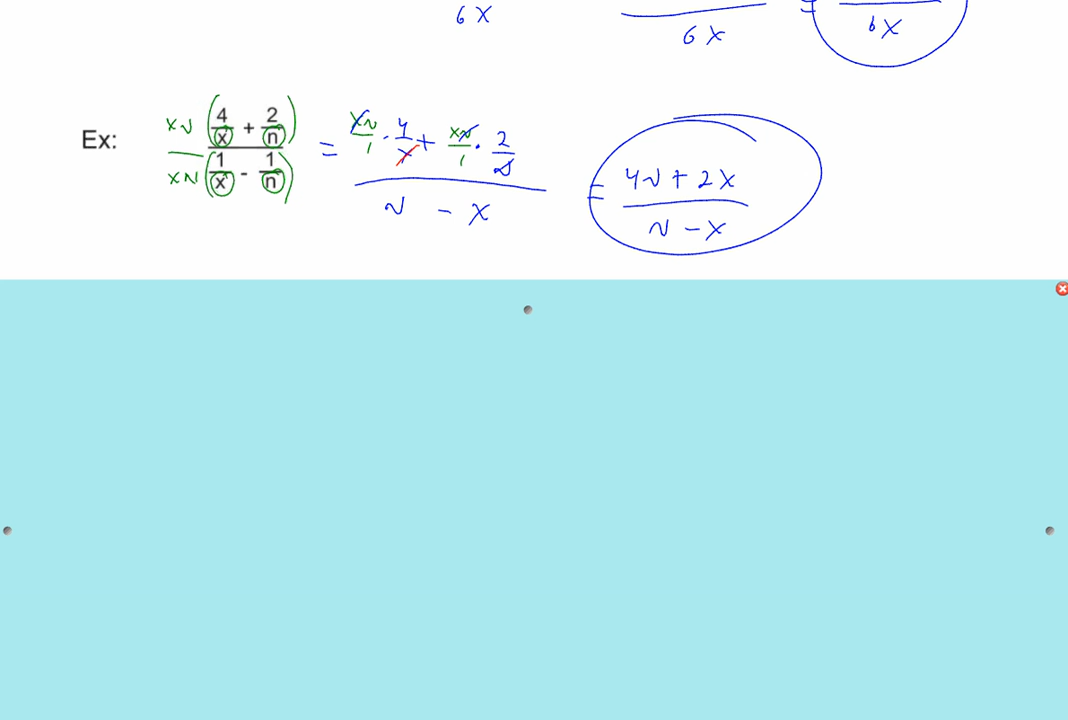 6x   6x   = 6x
Ex: xn(4/x + 2/n) / xn(1/x - 1/n) = (xn/1 · 4/x + xn/1 · 2/n) / (n - x) = (4n + 2x) / (n - x)